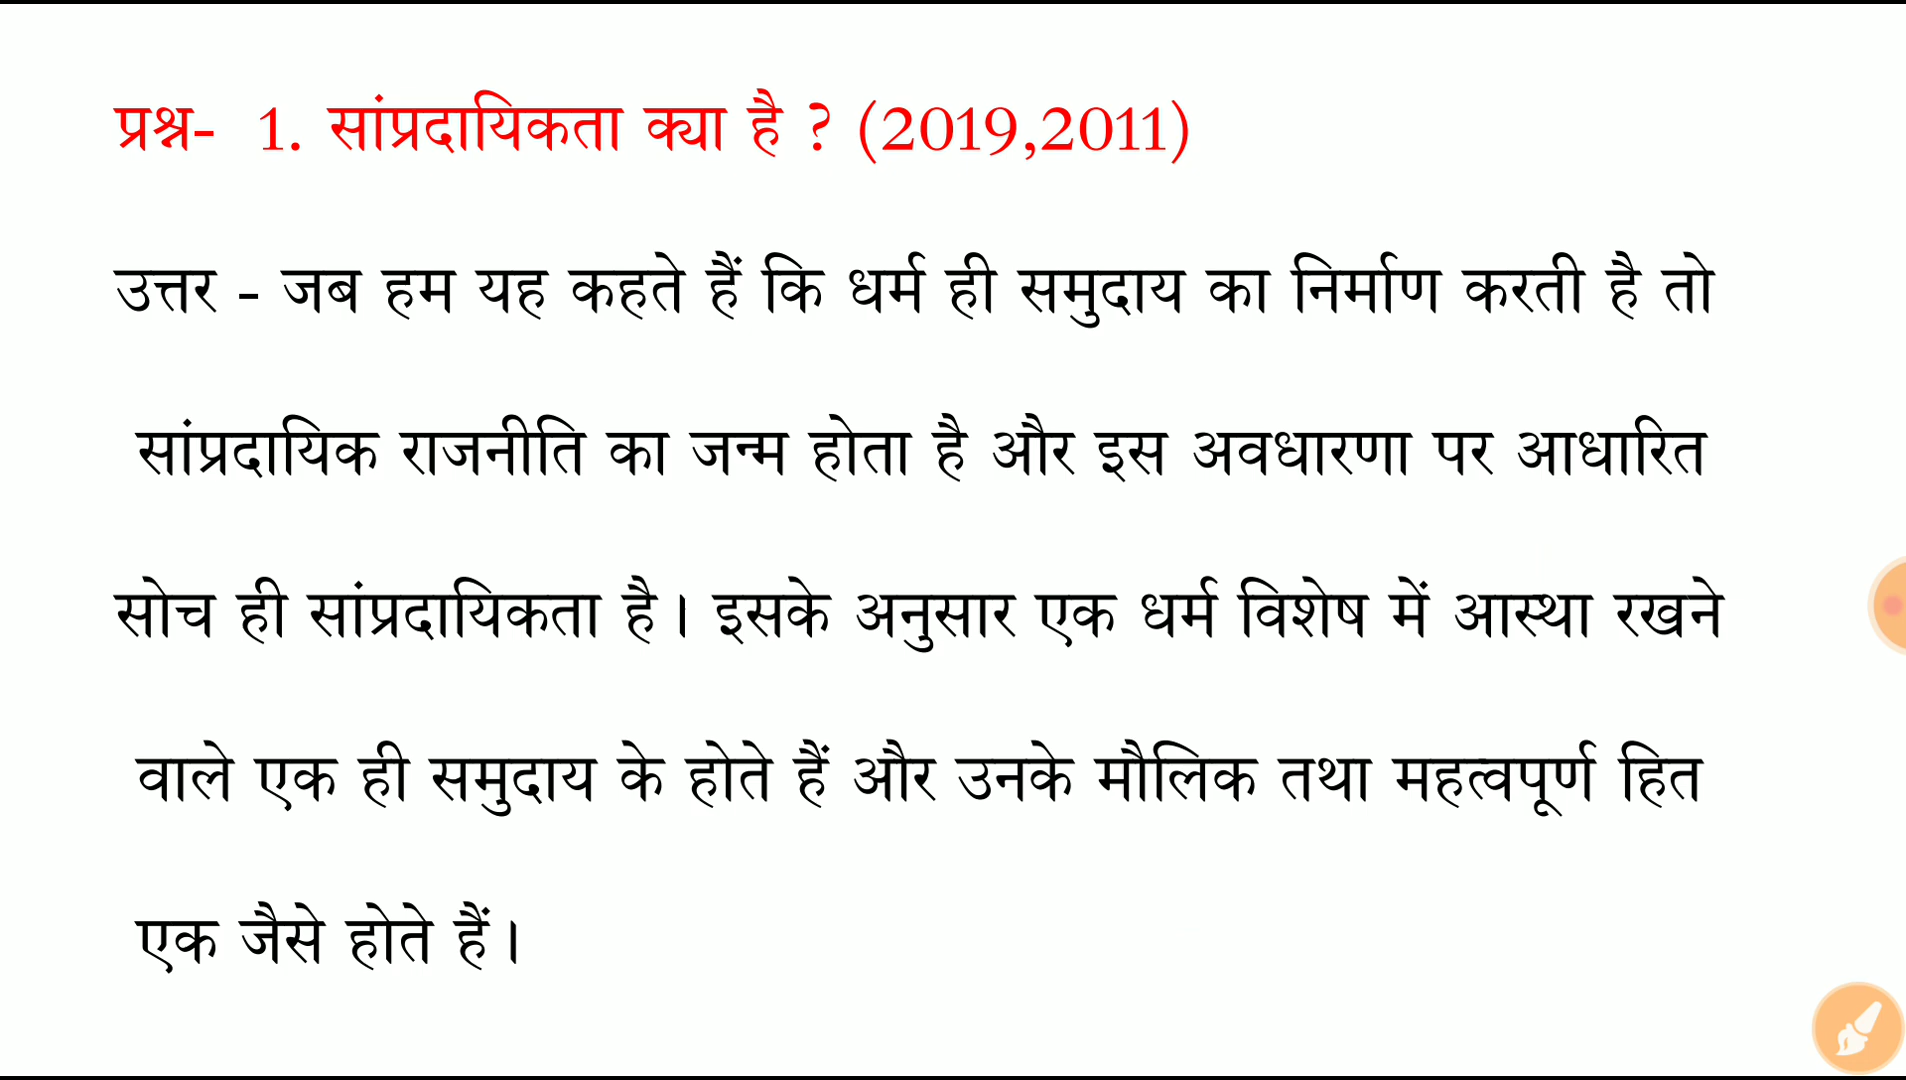 प्रश्न- 1. सांप्रदायिकता क्या है ? (2019,2011)
उत्तर - जब हम यह कहते हैं कि धर्म ही समुदाय का निर्माण करती है तो
सांप्रदायिक राजनीति का जन्म होता है और इस अवधारणा पर आधारित
सोच ही सांप्रदायिकता है। इसके अनुसार एक धर्म विशेष में आस्था रखने
वाले एक ही समुदाय के होते हैं और उनके मौलिक तथा महत्वपूर्ण हित
एक जैसे होते हैं।